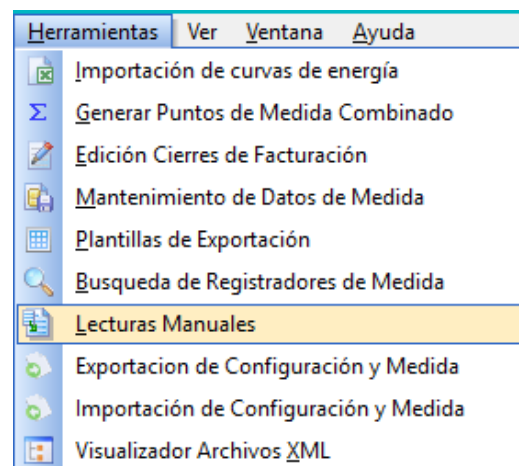 Herramientas Ver Ventana Ayuda
Importación de curvas de energía
Generar Puntos de Medida Combinado
Edición Cierres de Facturación
Mantenimiento de Datos de Medida
Plantillas de Exportación
Busqueda de Registradores de Medida
Lecturas Manuales
Exportacion de Configuración y Medida
Importación de Configuración y Medida
Visualizador Archivos XML